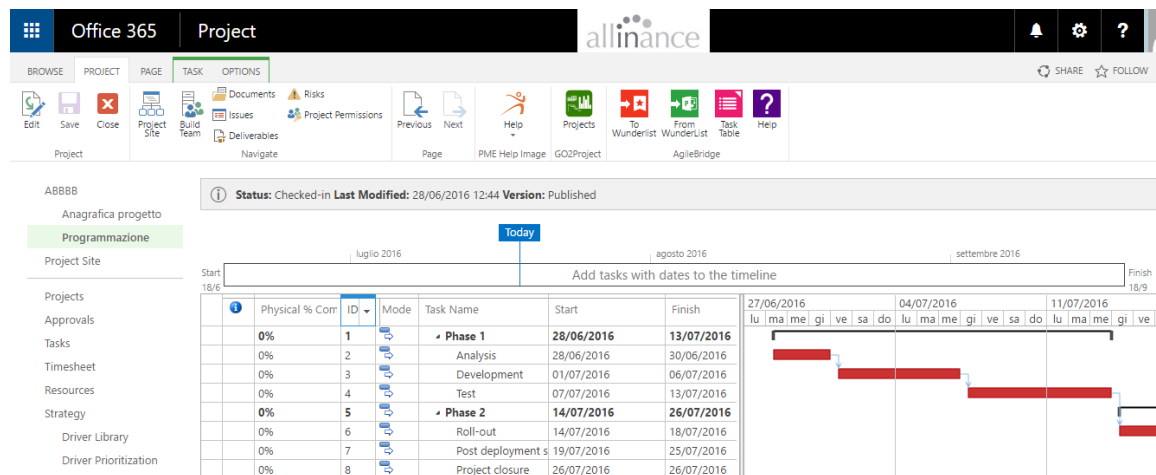 Office 365 Project allinance ?
BROWSE PROJECT PAGE TASK OPTIONS SHARE FOLLOW
Edit Save Close Project Site Build Team Documents Issues Deliverables Risks Project Permissions Previous Next Help Projects To Wunderlist From WunderList Task Table ? Help
Project Navigate Page PME Help Image GO2Project AgileBridge
ABBBB
Anagrafica progetto
Programmazione
Project Site
Projects
Approvals
Tasks
Timesheet
Resources
Strategy
Driver Library
Driver Prioritization
Status: Checked-in Last Modified: 28/06/2016 12:44 Version: Published
Today
luglio 2016 agosto 2016 settembre 2016
Start 18/6 Add tasks with dates to the timeline Finish 18/9
Physical % Com ID Mode Task Name Start Finish 27/06/2016 04/07/2016 11/07/2016
lu ma me gi ve sa do lu ma me gi ve sa do lu ma me gi ve
0% 1 Phase 1 28/06/2016 13/07/2016
0% 2 Analysis 28/06/2016 30/06/2016
0% 3 Development 01/07/2016 06/07/2016
0% 4 Test 07/07/2016 13/07/2016
0% 5 Phase 2 14/07/2016 26/07/2016
0% 6 Roll-out 14/07/2016 18/07/2016
0% 7 Post deployment s 19/07/2016 25/07/2016
0% 8 Project closure 26/07/2016 26/07/2016